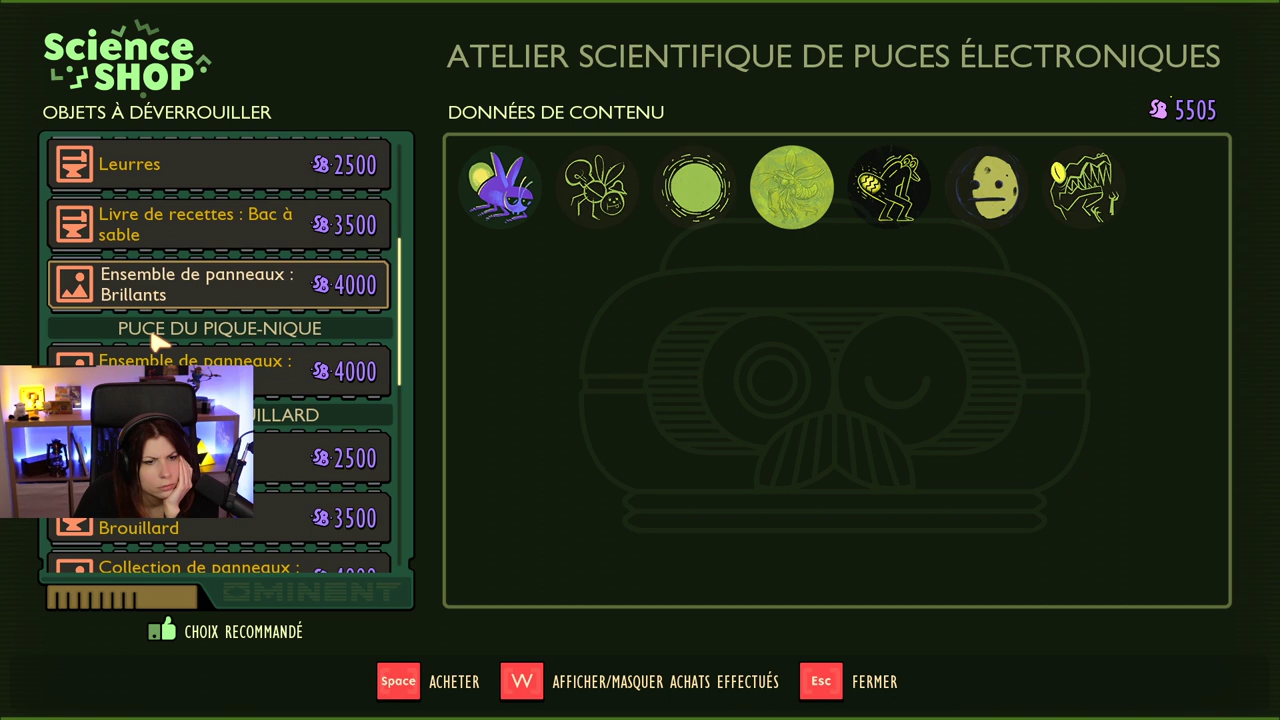 Science
SHOP
ATELIER SCIENTIFIQUE DE PUCES ÉLECTRONIQUES
OBJETS À DÉVERROUILLER
DONNÉES DE CONTENU
5505
Leurres
2500
Livre de recettes : Bac à
sable
3500
Ensemble de panneaux :
Brillants
4000
PUCE DU PIQUE-NIQUE
Ensemble de panneaux :
4000
2500
Brouillard
3500
Collection de panneaux :
OMINENT
CHOIX RECOMMANDÉ
Space ACHETER
W AFFICHER/MASQUER ACHATS EFFECTUÉS
Esc FERMER